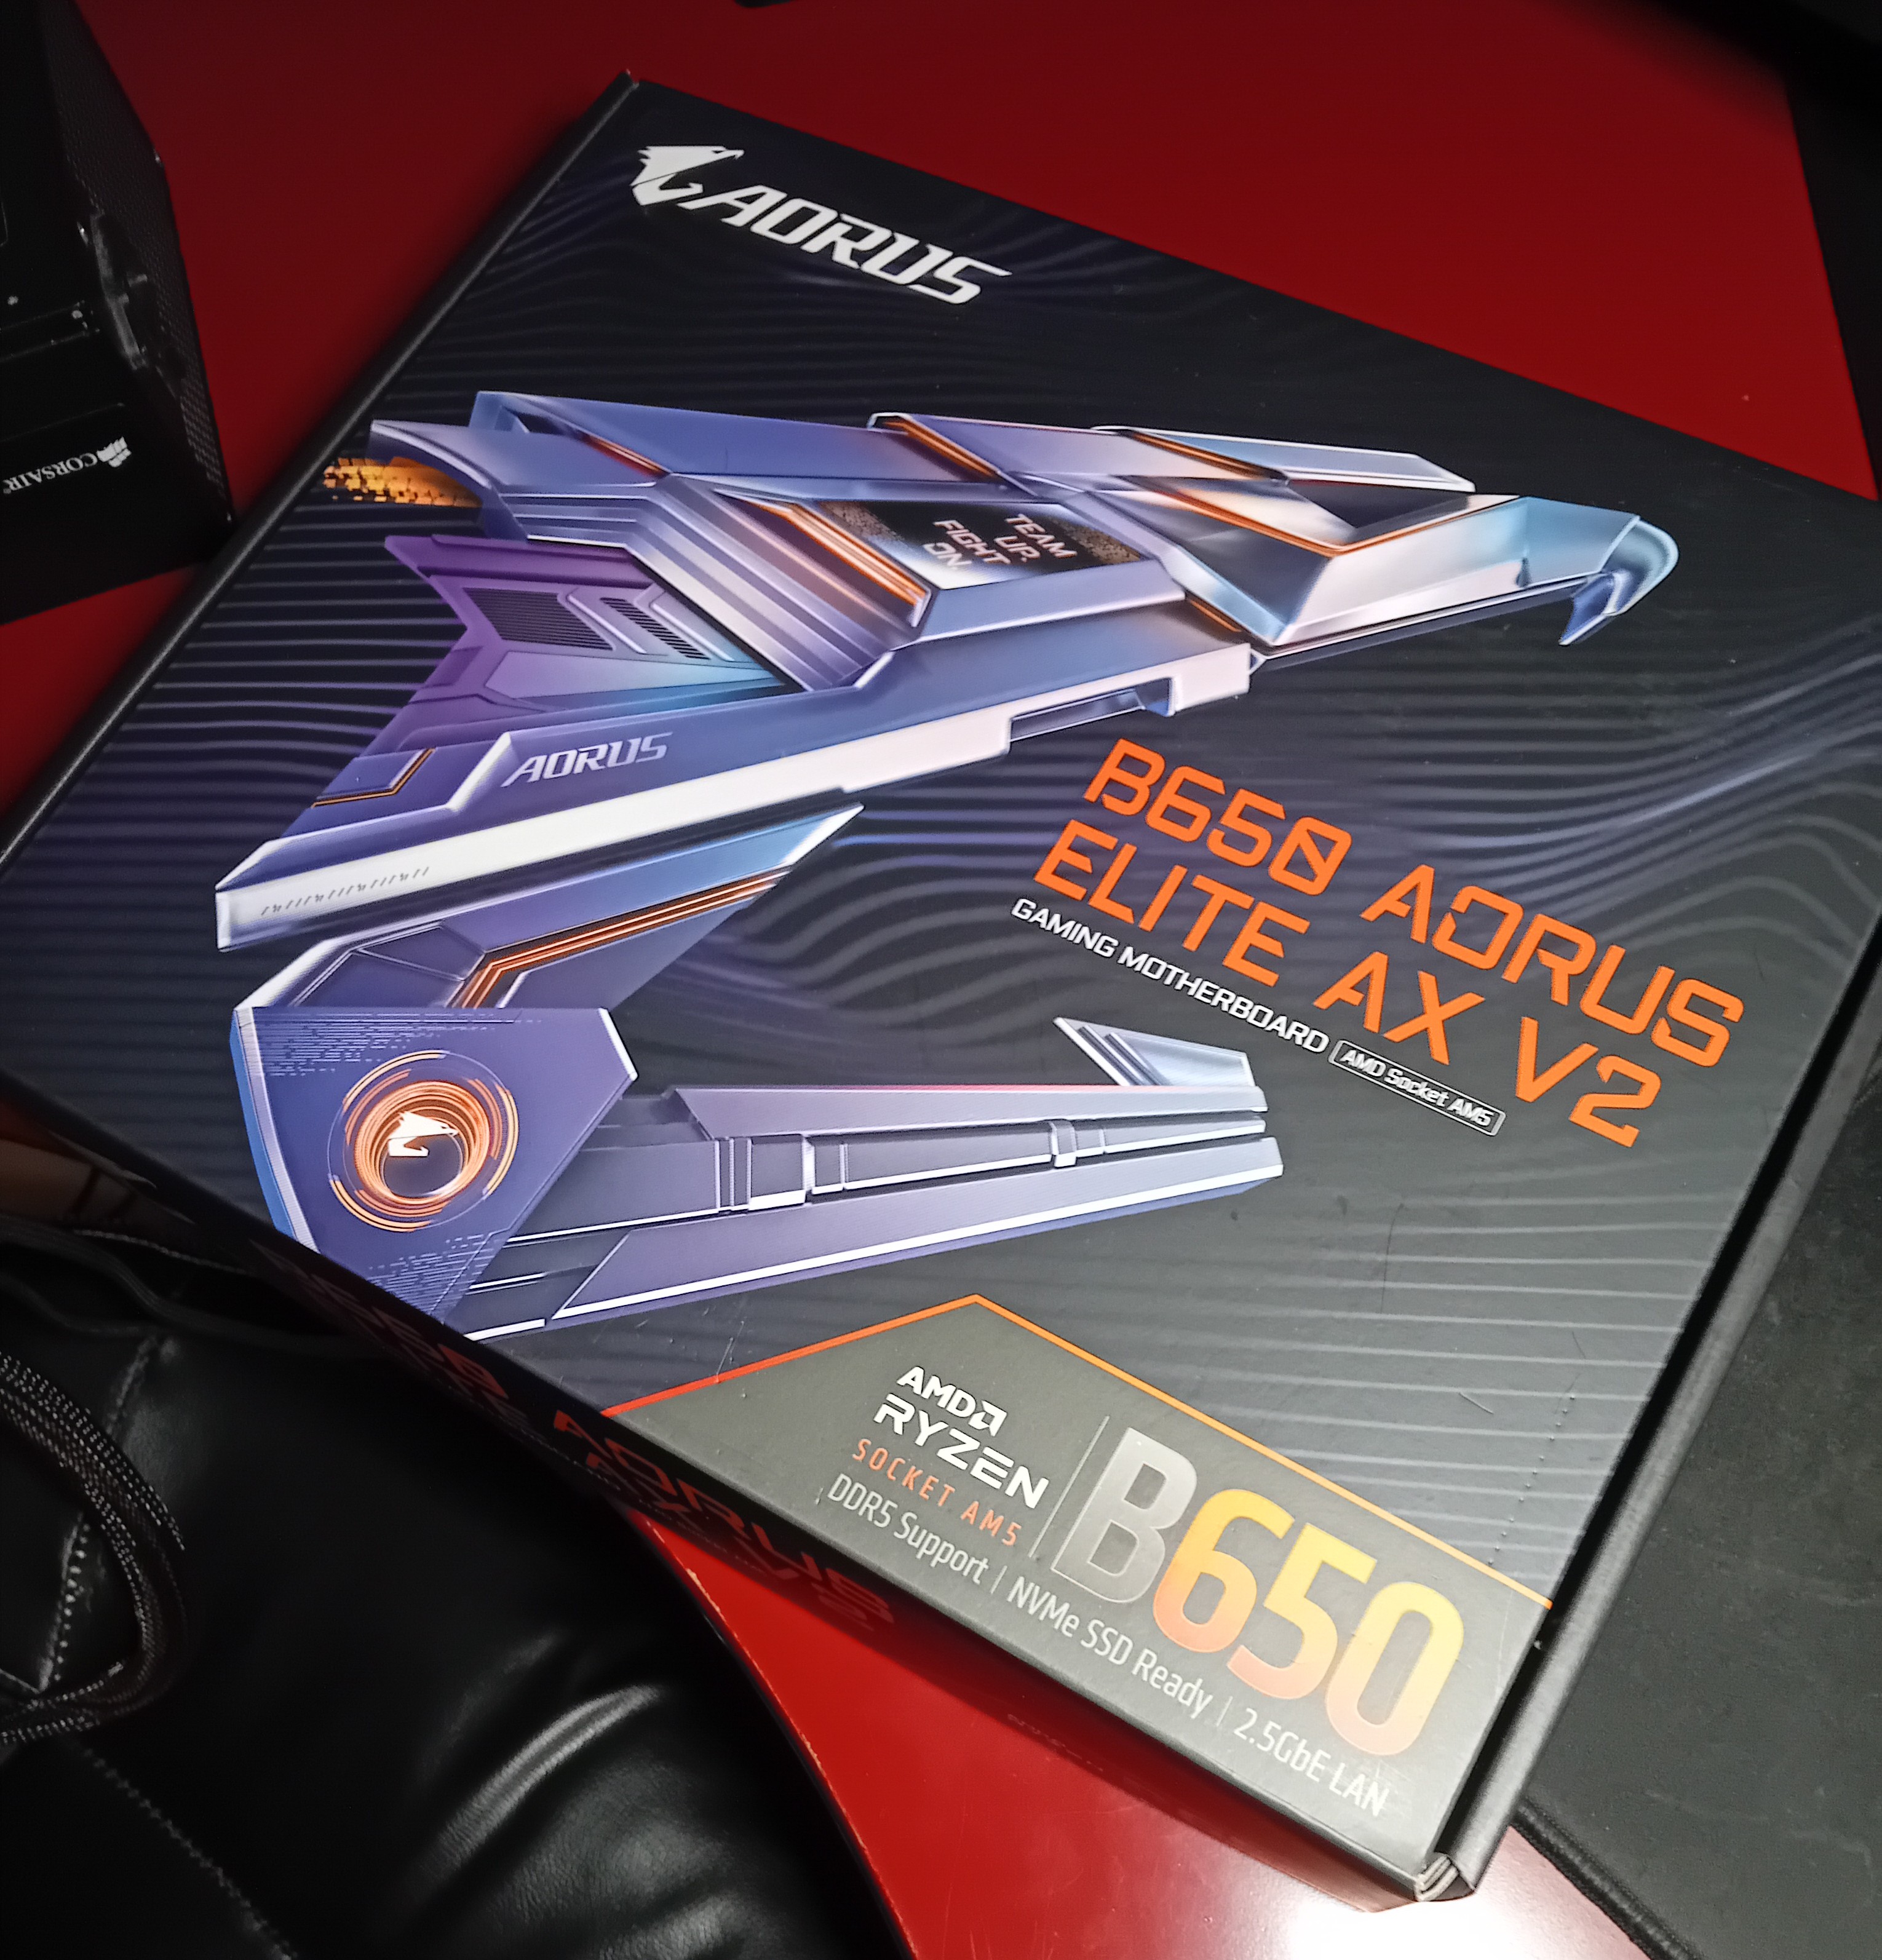 AORUS
TEAM
UP.
FIGHT
ON.
CORSAIR
AORUS
B650 AORUS
ELITE AX V2
GAMING MOTHERBOARD AMD Socket AM5
AMD
RYZEN
SOCKET AM5
B650
DDR5 Support | NVMe SSD Ready | 2.5GbE LAN
AORUS